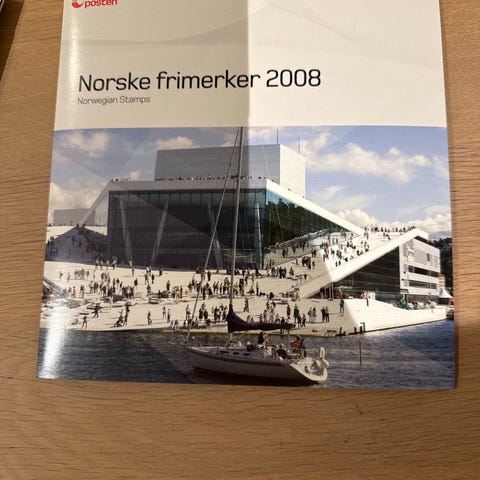 posten
Norske frimerker 2008
Norwegian Stamps